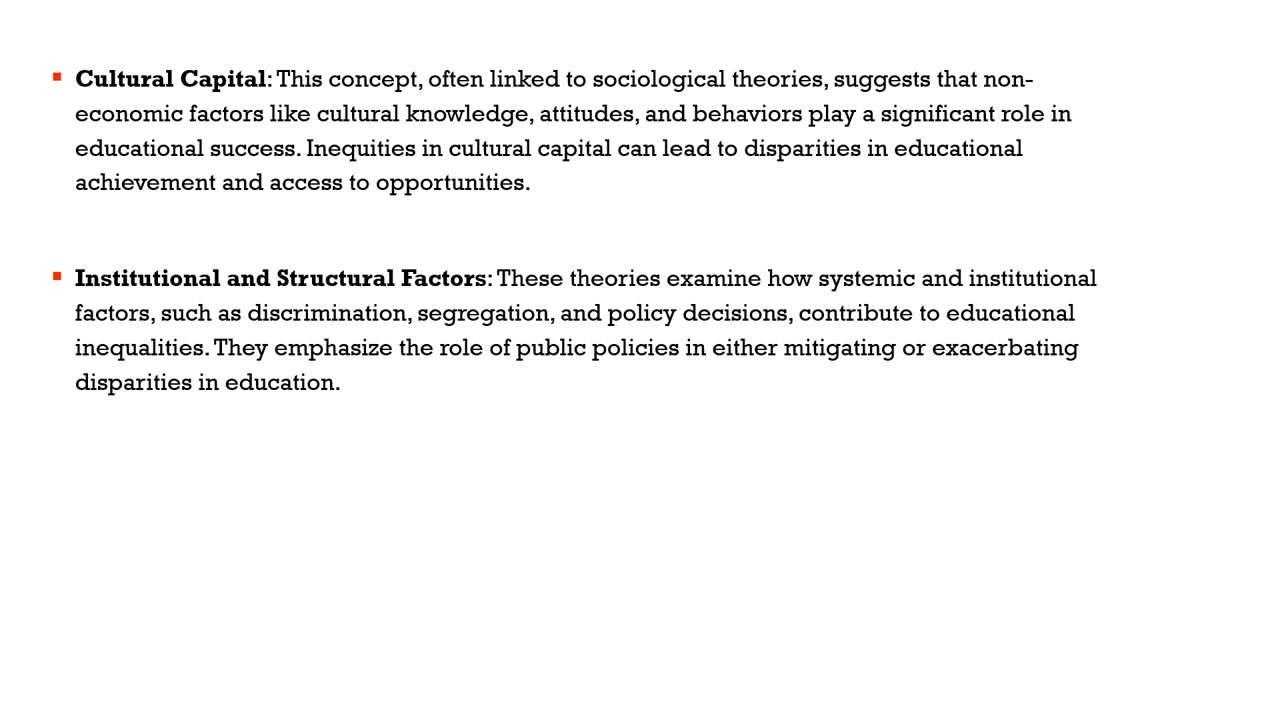 ▪ Cultural Capital: This concept, often linked to sociological theories, suggests that non-
economic factors like cultural knowledge, attitudes, and behaviors play a significant role in
educational success. Inequities in cultural capital can lead to disparities in educational
achievement and access to opportunities.
▪ Institutional and Structural Factors: These theories examine how systemic and institutional
factors, such as discrimination, segregation, and policy decisions, contribute to educational
inequalities. They emphasize the role of public policies in either mitigating or exacerbating
disparities in education.